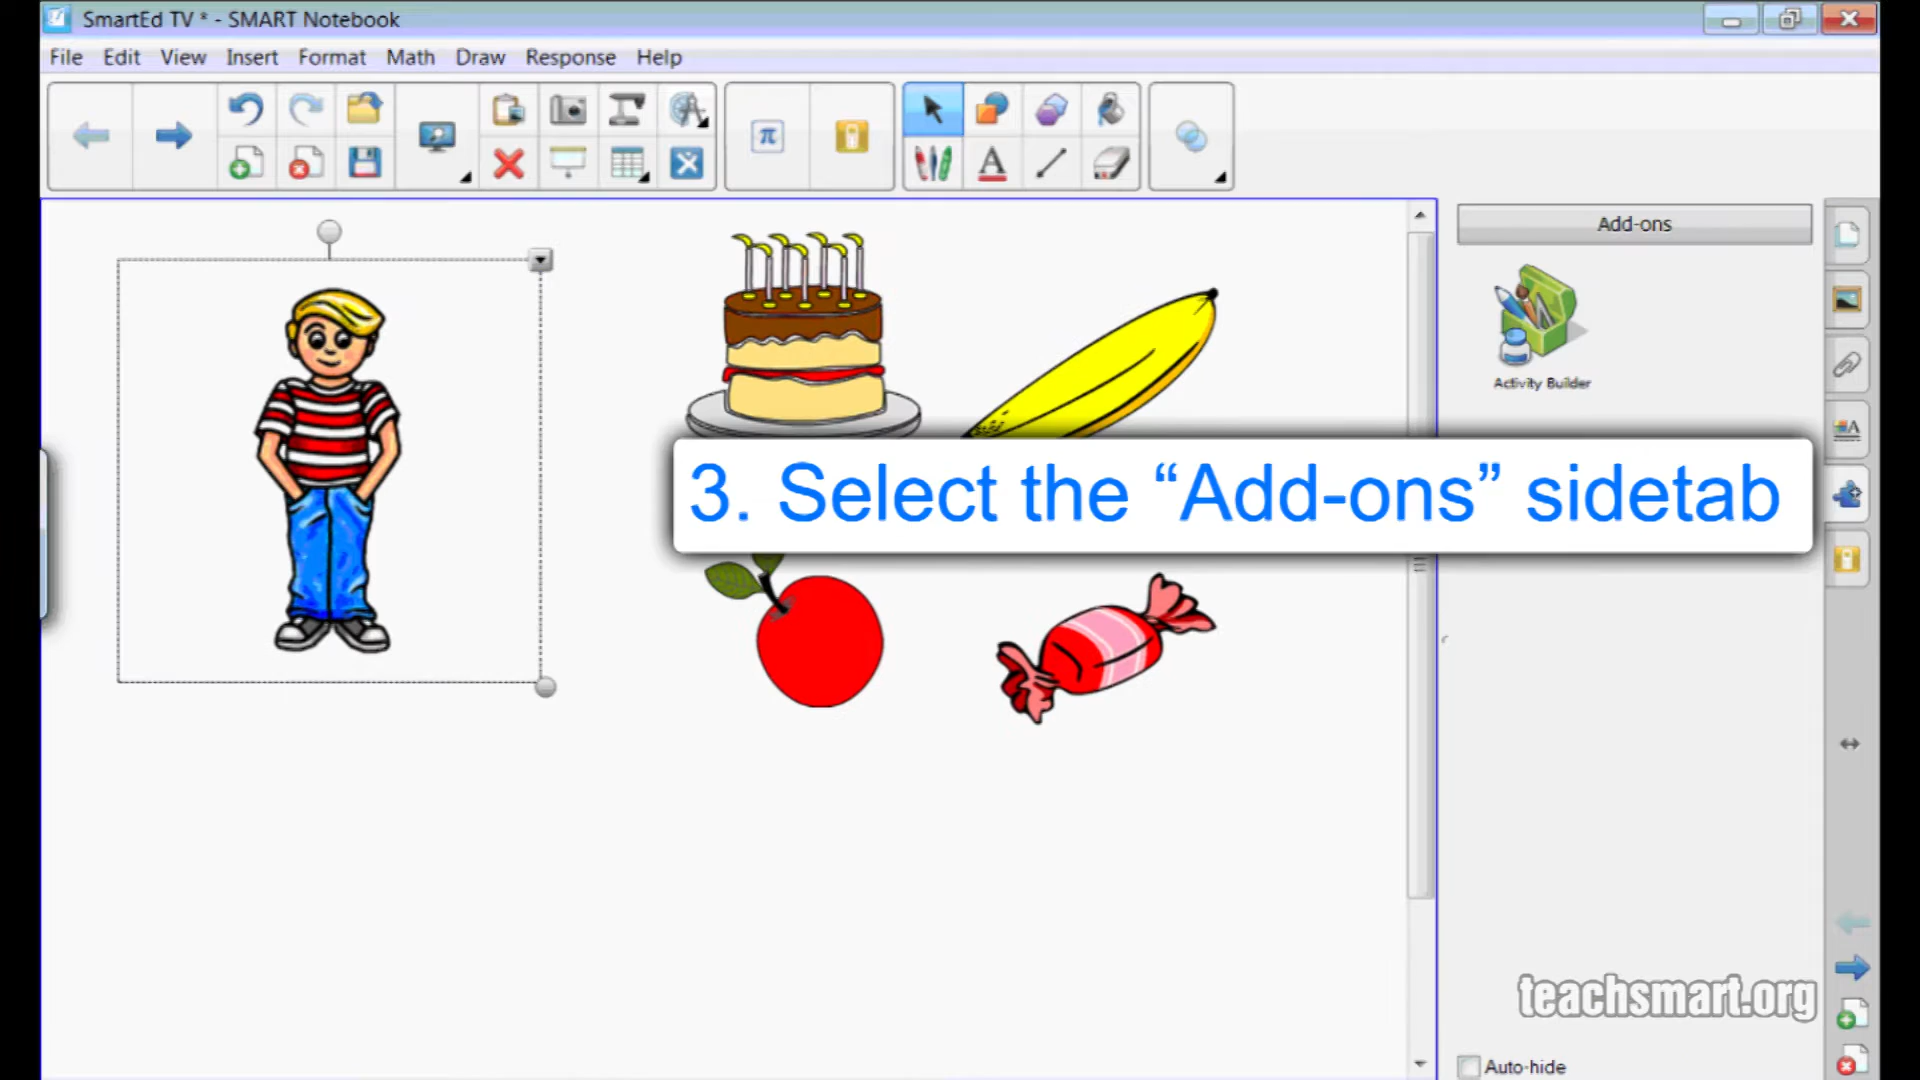 SmartEd TV * - SMART Notebook
File Edit View Insert Format Math Draw Response Help
π
A
Add-ons
Activity Builder
A
3. Select the “Add-ons” sidetab
teachsmart.org
Auto-hide